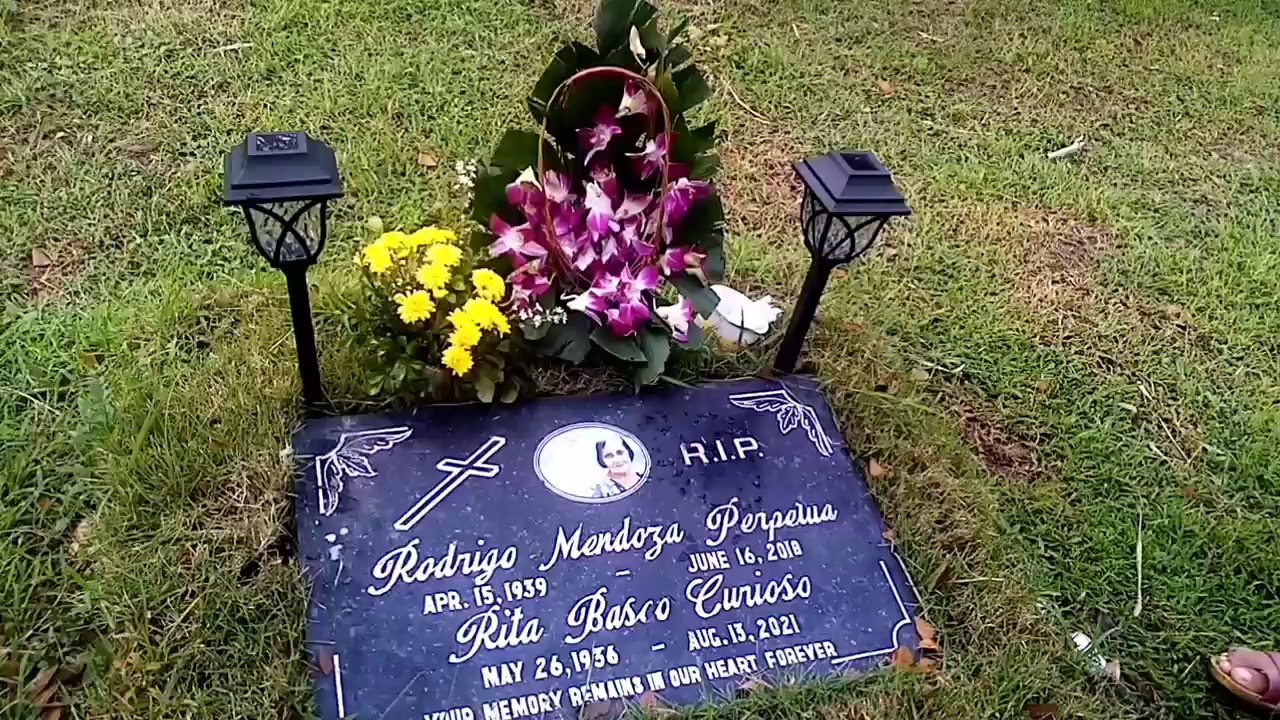 R.I.P.
Rodrigo Mendoza Perpetua
APR. 15, 1939 – JUNE 16, 2018
Rita Basco Curioso
MAY 26, 1936 – AUG. 13, 2021
YOUR MEMORY REMAINS IN OUR HEART FOREVER